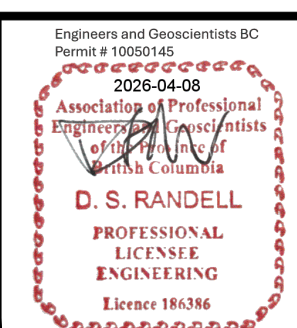 Engineers and Geoscientists BC
Permit # 10050145
2026-04-08
Association of Professional
Engineers and Geoscientists
of the Province of
British Columbia
D. S. RANDELL
PROFESSIONAL
LICENSEE
ENGINEERING
Licence 186386